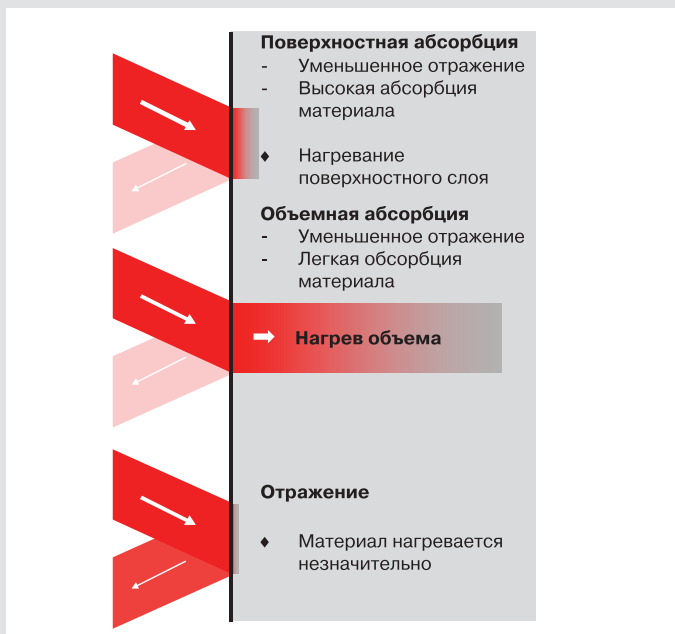 Поверхностная абсорбция
- Уменьшенное отражение
- Высокая абсорбция
материала
♦ Нагревание
поверхностного слоя
Объемная абсорбция
- Уменьшенное отражение
- Легкая обсорбция
материала
Нагрев объема
Отражение
♦ Материал нагревается
незначительно